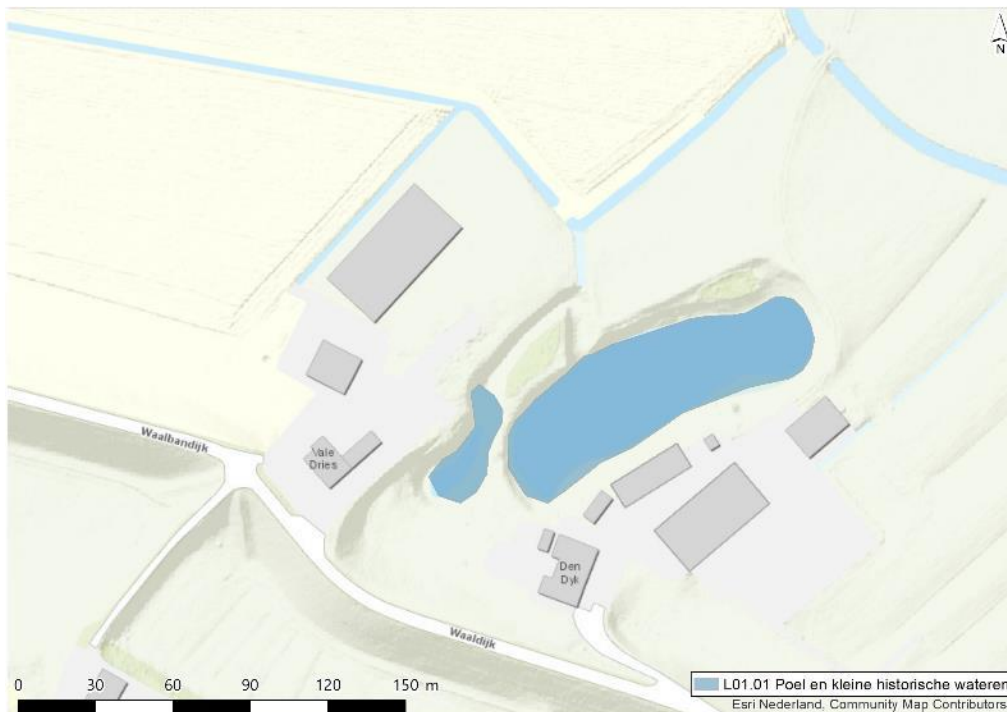 N
Waalbandijk
Vale
Dries
Den
Dyk
Waaldijk
0 30 60 90 120 150 m
L01.01 Poel en kleine historische wateren
Esri Nederland, Community Map Contributors